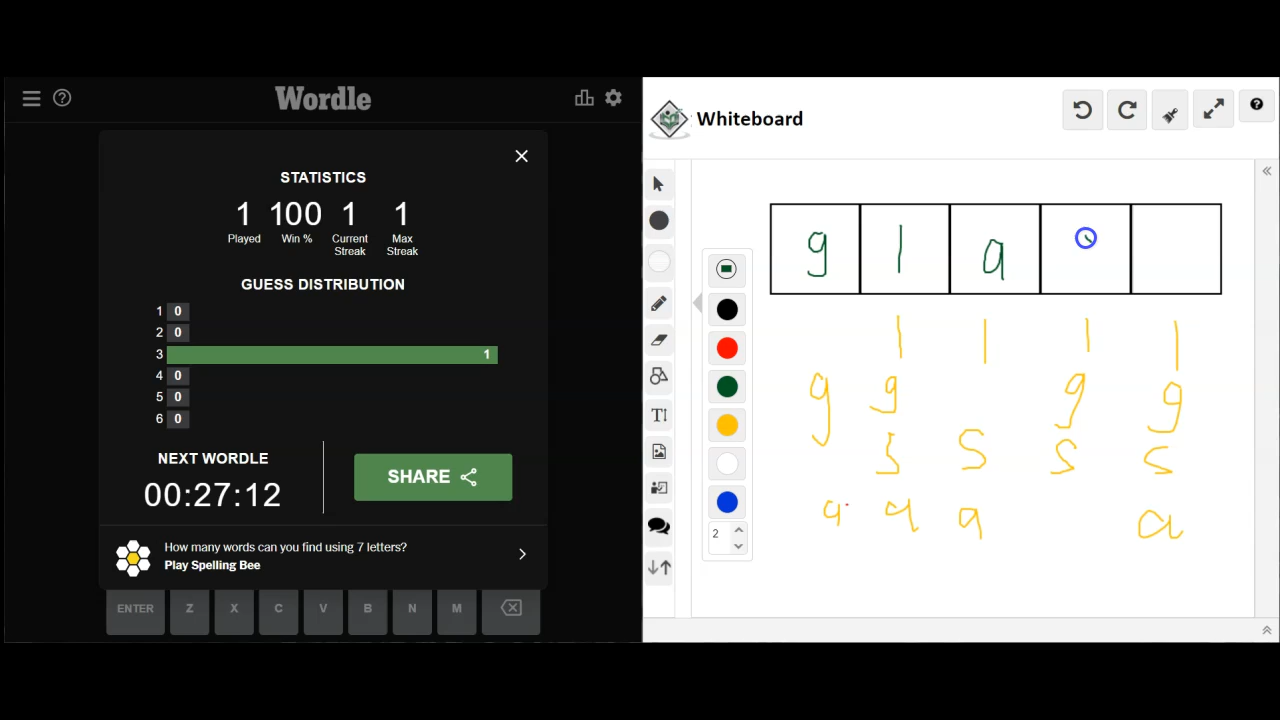 Wordle
STATISTICS
1 100 1 1
Played Win % Current Streak Max Streak
GUESS DISTRIBUTION
1 0
2 0
3 1
4 0
5 0
6 0
NEXT WORDLE
00:27:12
SHARE
How many words can you find using 7 letters?
Play Spelling Bee
ENTER Z X C V B N M
Whiteboard
g l a
l l l l
g g g g
s s s s
a a a a
T
2